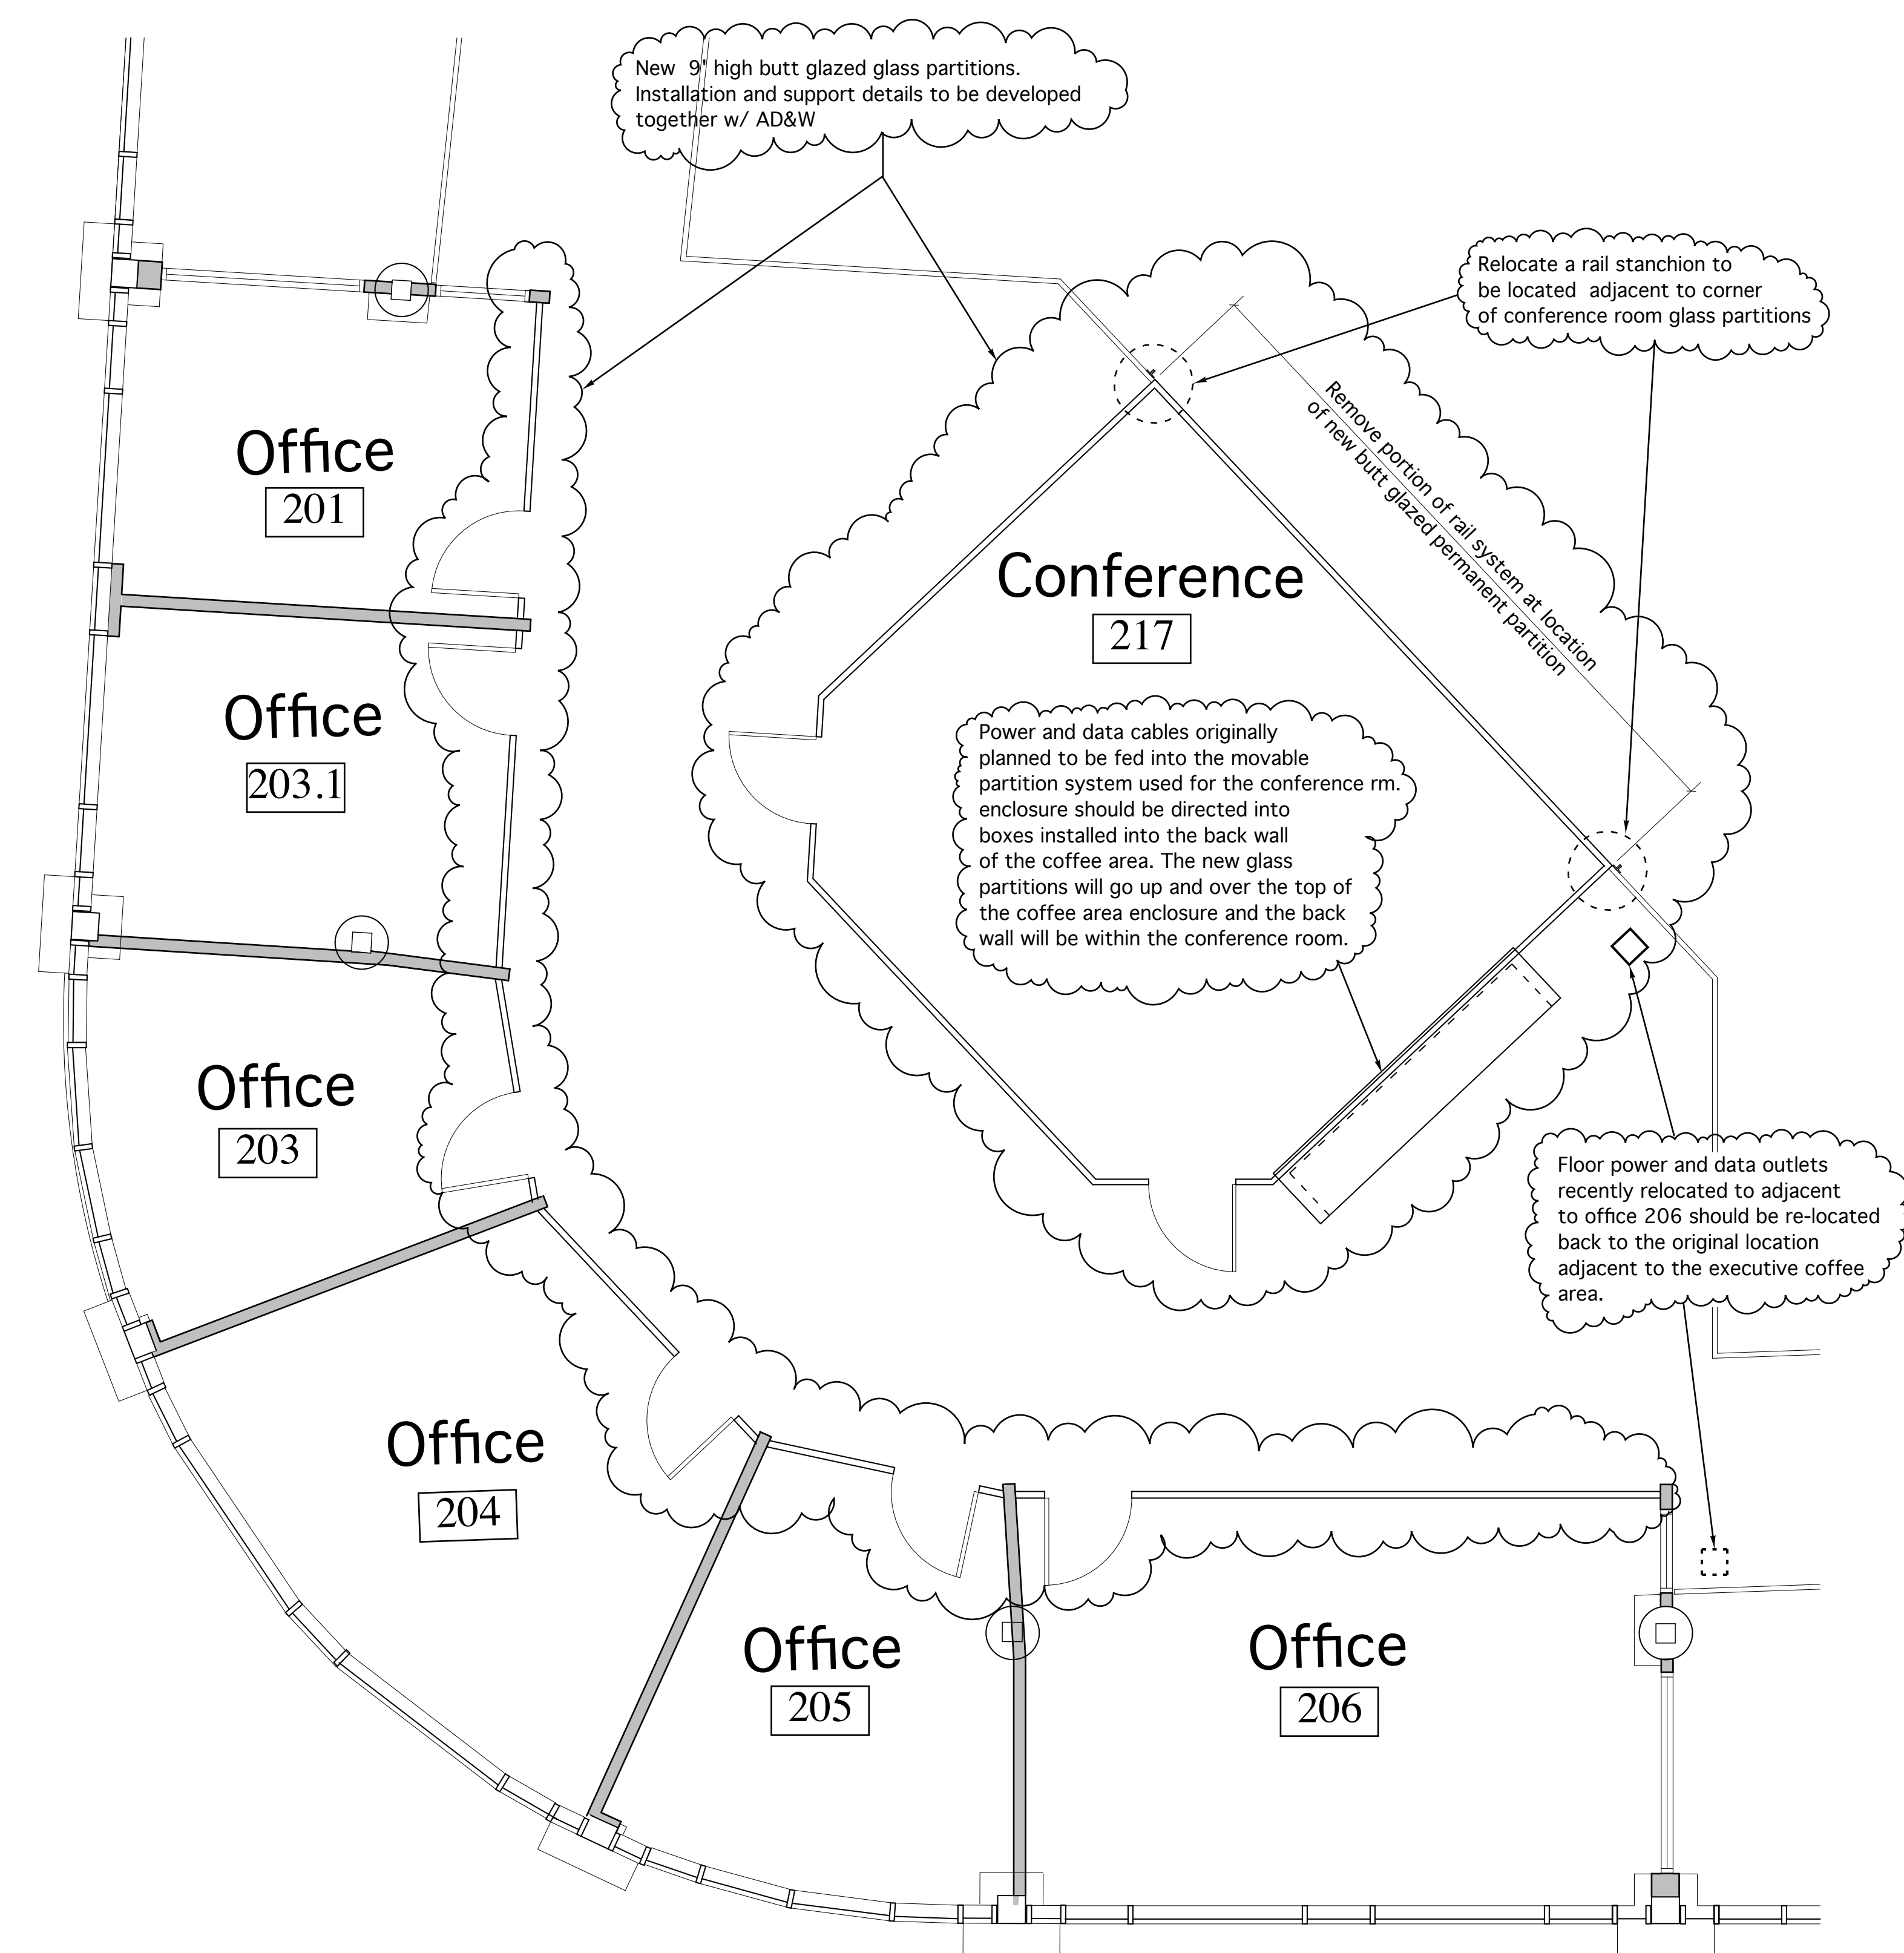 New 9' high butt glazed glass partitions.
Installation and support details to be developed
together w/ AD&W
Relocate a rail stanchion to
be located adjacent to corner
of conference room glass partitions
Remove portion of rail system at location
of new butt glazed permanent partition
Office
201
Conference
217
Office
203.1
Power and data cables originally
planned to be fed into the movable
partition system used for the conference rm.
enclosure should be directed into
boxes installed into the back wall
of the coffee area. The new glass
partitions will go up and over the top of
the coffee area enclosure and the back
wall will be within the conference room.
Office
203
Floor power and data outlets
recently relocated to adjacent
to office 206 should be re-located
back to the original location
adjacent to the executive coffee
area.
Office
204
Office
205
Office
206